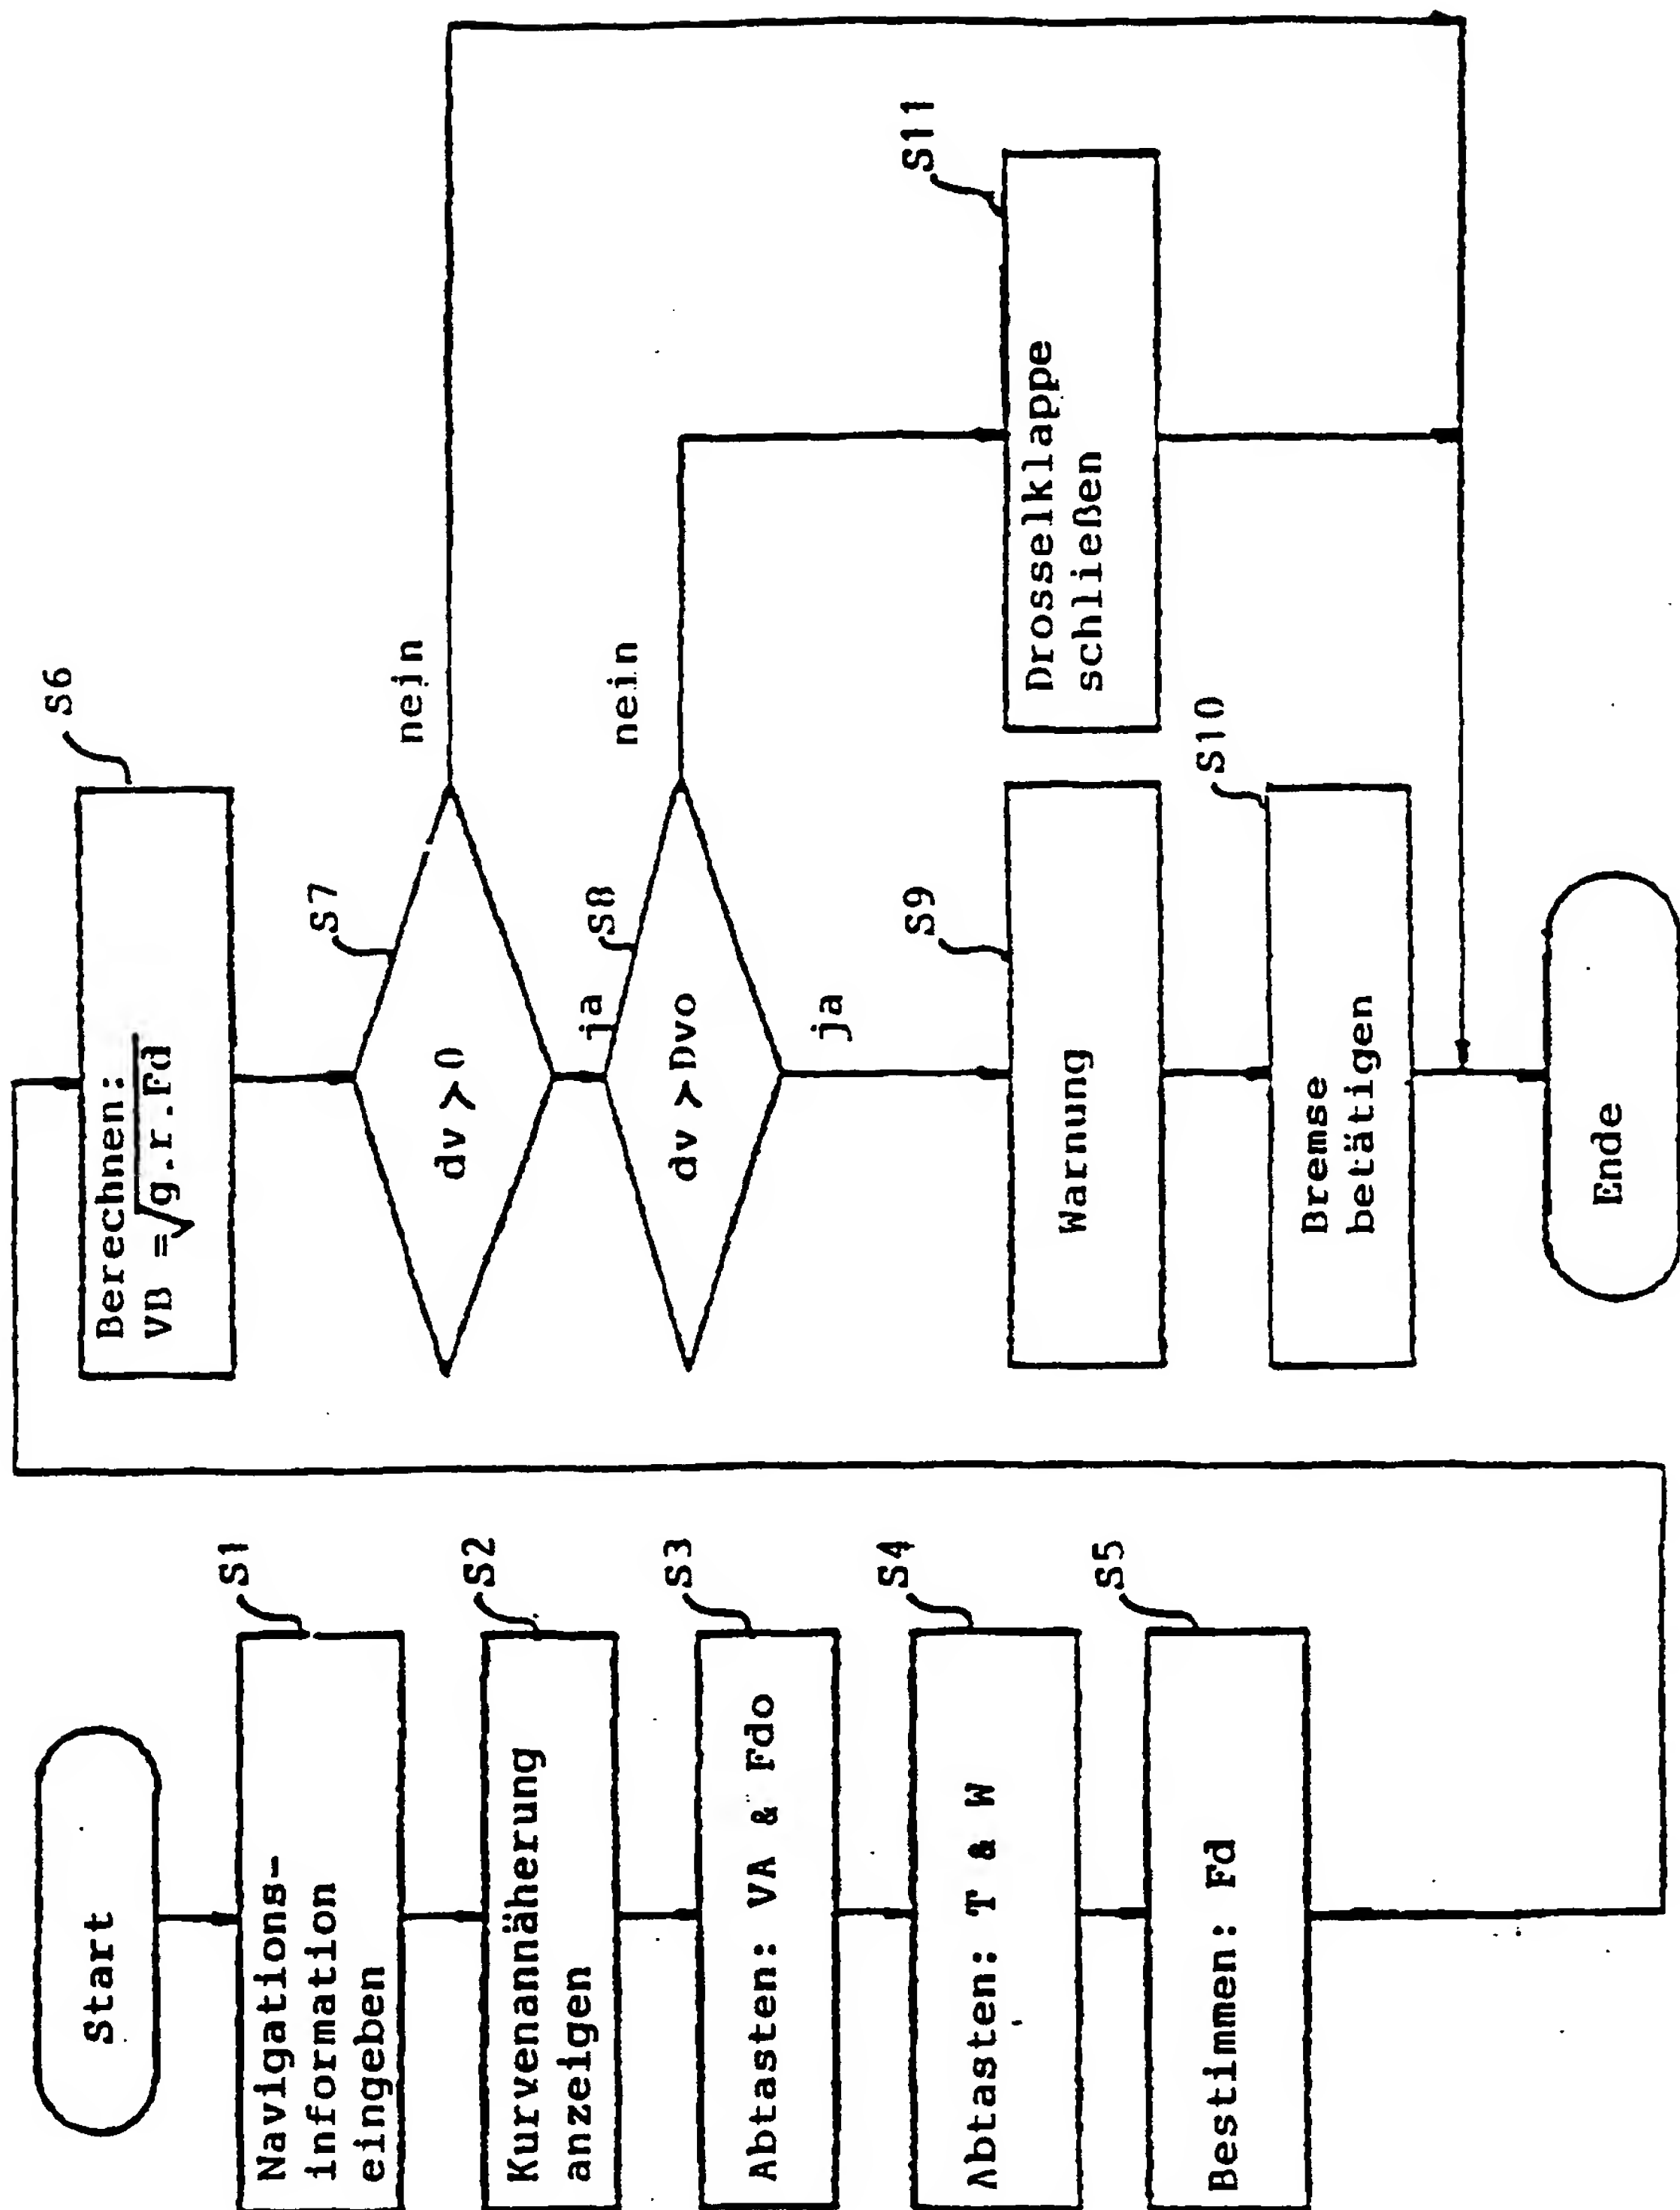 Start
S1
Navigations-
information
eingeben
S2
Kurvenannäherung
anzeigen
S3
Abtasten: VA & Fdo
S4
Abtasten: T & W
S5
Bestimmen: Fd
S6
Berechnen:
VB = √g.r.Fd
S7
dv > 0
nein
ja
S8
dv > Dvo
nein
ja
S9
Warnung
S10
Bremse
betätigen
S11
Drosselklappe
schließen
Ende